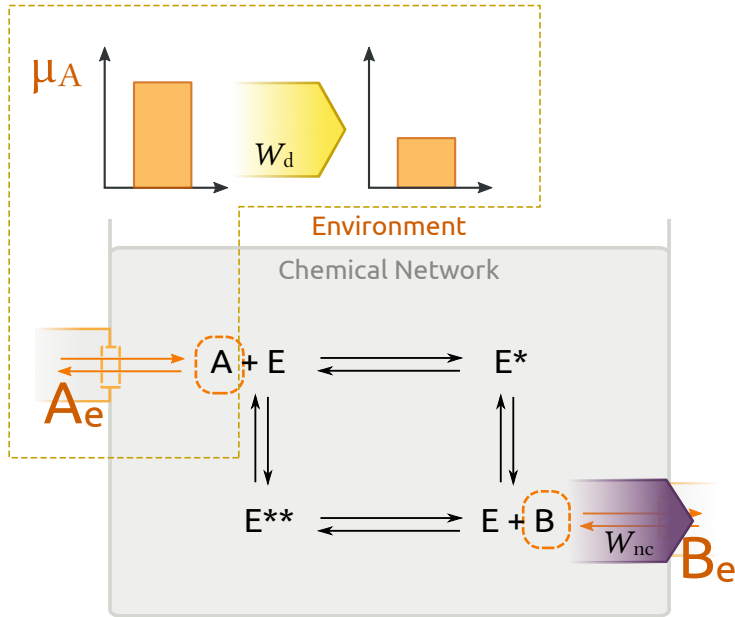 μA
Wd
Environment
Chemical Network
A + E
E*
Ae
E**
E + B
Wnc
Be